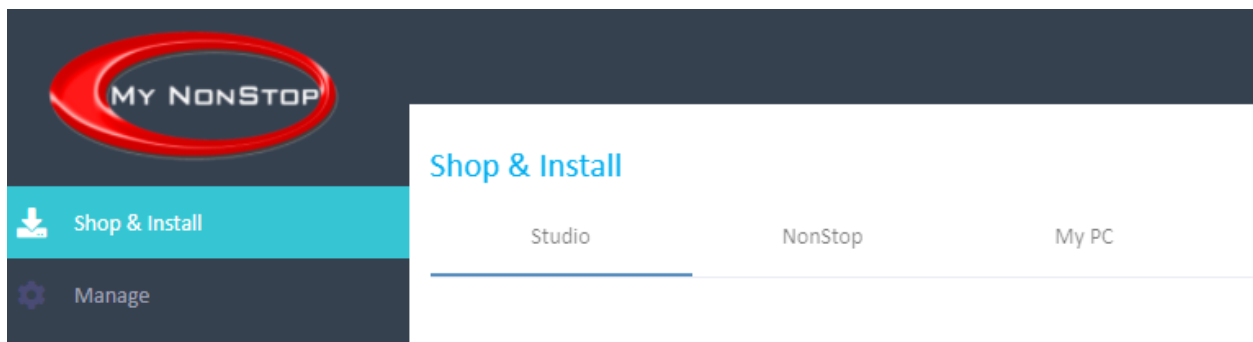 MY NONSTOP
Shop & Install
Manage
Shop & Install
Studio NonStop My PC